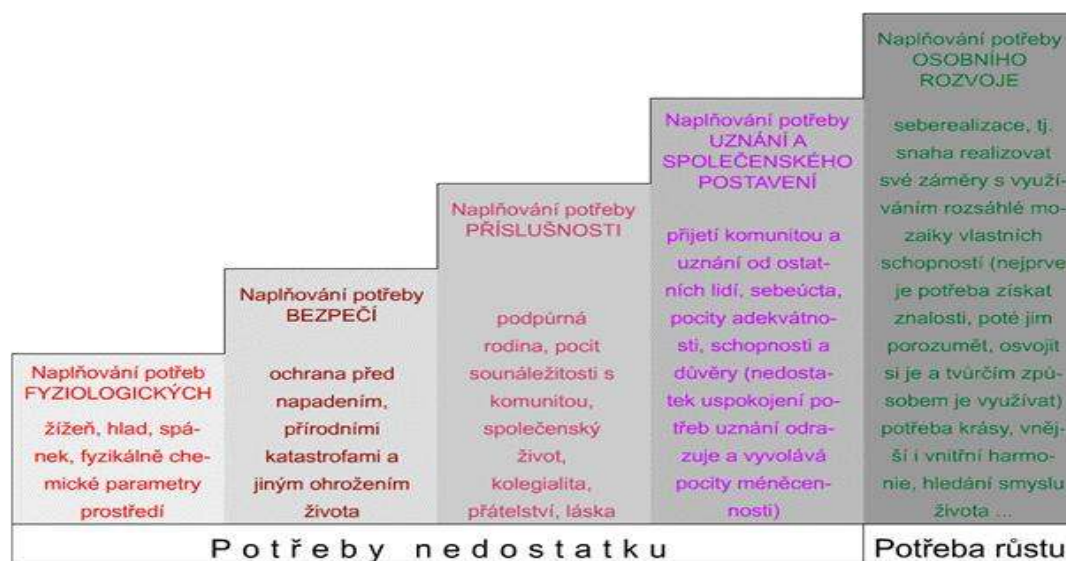 Naplňování potřeb
FYZIOLOGICKÝCH
žížeň, hlad, spá-
nek, fyzikálně che-
mické parametry
prostředí
Naplňování potřeby
BEZPEČÍ
ochrana před
napadením,
přírodními
katastrofami a
jiným ohrožením
života
Naplňování potřeby
PŘÍSLUŠNOSTI
podpůrná
rodina, pocit
sounáležitosti s
komunitou,
společenský
život,
kolegialita,
přátelství, láska
Naplňování potřeby
UZNÁNÍ A
SPOLEČENSKÉHO
POSTAVENÍ
přijetí komunitou a
uznání od ostat-
ních lidí, sebeúcta,
pocity adekvátno-
sti, schopnosti a
důvěry (nedosta-
tek uspokojení po-
třeb uznání odra-
zuje a vyvolává
pocity méněcen-
nosti)
Naplňování potřeby
OSOBNÍHO
ROZVOJE
seberealizace, tj.
snaha realizovat
své záměry s využí-
váním rozsáhlé mo-
zaiky vlastních
schopností (nejprve
je potřeba získat
znalosti, poté jim
porozumět, osvojit
si je a tvůrčím způ-
sobem je využívat)
potřeba krásy, vněj-
ší i vnitřní harmo-
nie, hledání smyslu
života ...
Potřeby nedostatku
Potřeba růstu